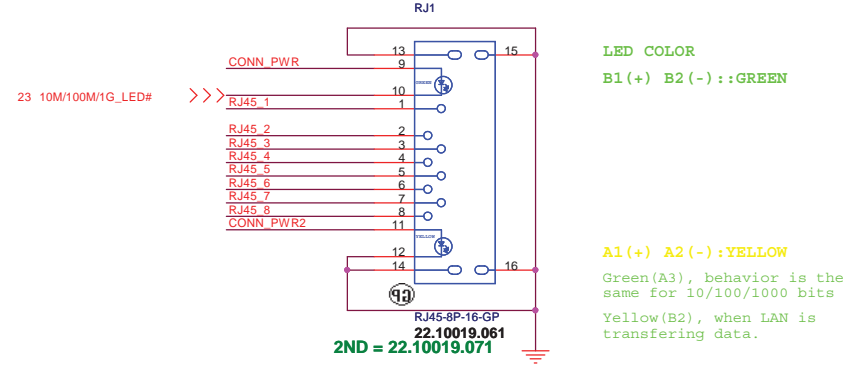 RJ1
13
15
CONN_PWR
9
GREEN
23 10M/100M/1G_LED#
10
RJ45_1
1
RJ45_2
2
RJ45_3
3
RJ45_4
4
RJ45_5
5
RJ45_6
6
RJ45_7
7
RJ45_8
8
CONN_PWR2
11
YELLOW
12
14
16
LED COLOR
B1(+) B2(-)::GREEN
A1(+) A2(-):YELLOW
Green(A3), behavior is the
same for 10/100/1000 bits
Yellow(B2), when LAN is
transfering data.
RJ45-8P-16-GP
22.10019.061
2ND = 22.10019.071